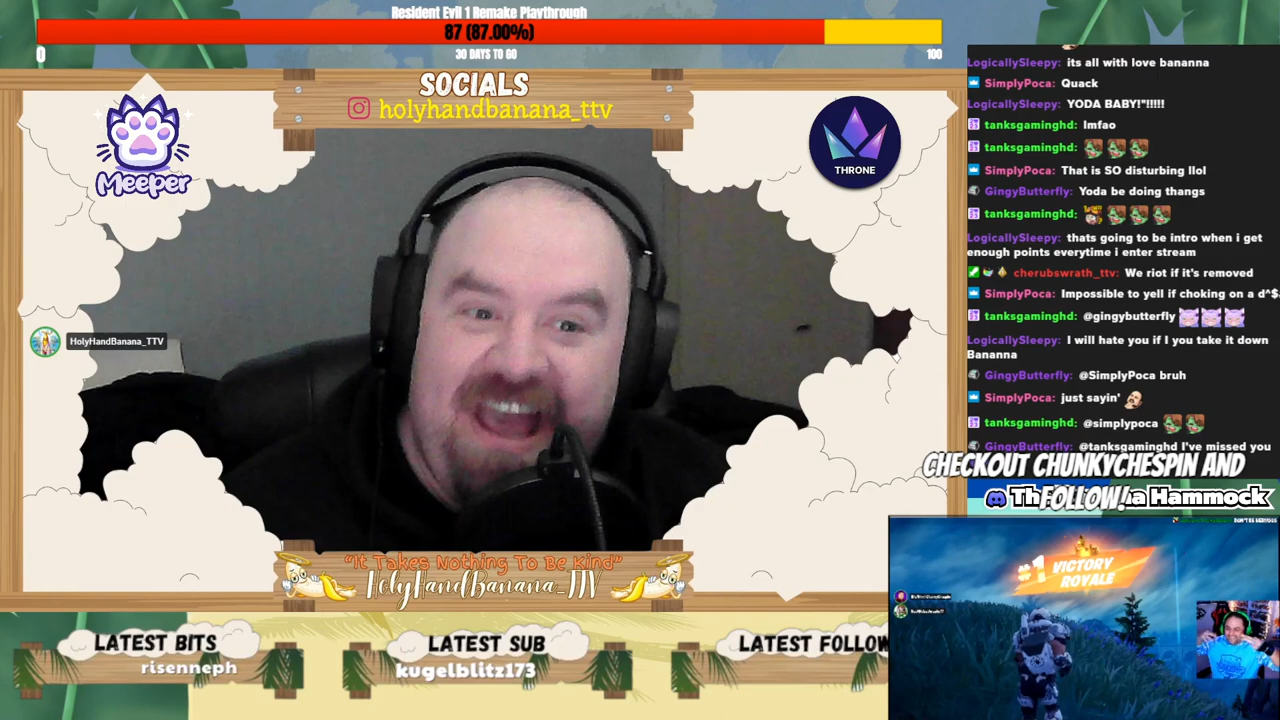 Resident Evil 1 Remake Playthrough
87 (87.00%)
0
30 DAYS TO GO
100
SOCIALS
holyhandbanana_ttv
Meeper
THRONE
HolyHandBanana_TTV
"It Takes Nothing To Be Kind"
HolyHandBanana_TTV
LATEST BITS
risenneph
LATEST SUB
kugelblitz173
LATEST FOLLOW
LogicallySleepy: its all with love bananna
SimplyPoca: Quack
LogicallySleepy: YODA BABY!"!!!!!
tanksgaminghd: lmfao
tanksgaminghd:
SimplyPoca: That is SO disturbing llol
GingyButterfly: Yoda be doing thangs
tanksgaminghd:
LogicallySleepy: thats going to be intro when i get
enough points everytime i enter stream
cherubswrath_ttv: We riot if it's removed
SimplyPoca: Impossible to yell if choking on a d^$
tanksgaminghd: @gingybutterfly
LogicallySleepy: I will hate you if I you take it down
Bananna
GingyButterfly: @SimplyPoca bruh
SimplyPoca: just sayin'
tanksgaminghd: @simplypoca
GingyButterfly: @tanksgaminghd I've missed you
CHECKOUT CHUNKYCHESPIN AND
FOLLOW!
Hammock
#1 VICTORY
ROYALE